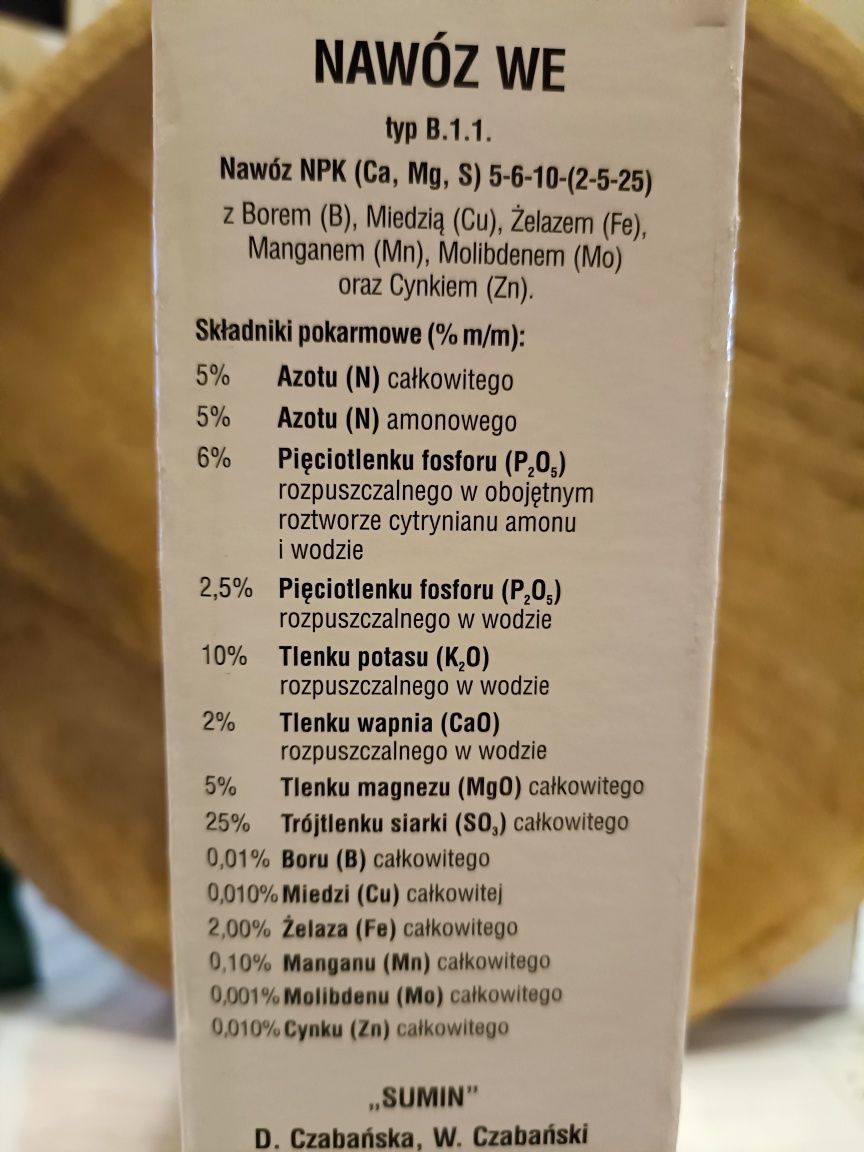 NAWÓZ WE
typ B.1.1.
Nawóz NPK (Ca, Mg, S) 5-6-10-(2-5-25)
z Borem (B), Miedzią (Cu), Żelazem (Fe),
Manganem (Mn), Molibdenem (Mo)
oraz Cynkiem (Zn).
Składniki pokarmowe (% m/m):
5% Azotu (N) całkowitego
5% Azotu (N) amonowego
6% Pięciotlenku fosforu (P₂O₅)
rozpuszczalnego w obojętnym
roztworze cytrynianu amonu
i wodzie
2,5% Pięciotlenku fosforu (P₂O₅)
rozpuszczalnego w wodzie
10% Tlenku potasu (K₂O)
rozpuszczalnego w wodzie
2% Tlenku wapnia (CaO)
rozpuszczalnego w wodzie
5% Tlenku magnezu (MgO) całkowitego
25% Trójtlenku siarki (SO₃) całkowitego
0,01% Boru (B) całkowitego
0,010% Miedzi (Cu) całkowitej
2,00% Żelaza (Fe) całkowitego
0,10% Manganu (Mn) całkowitego
0,001% Molibdenu (Mo) całkowitego
0,010% Cynku (Zn) całkowitego
„SUMIN”
D. Czabańska, W. Czabański